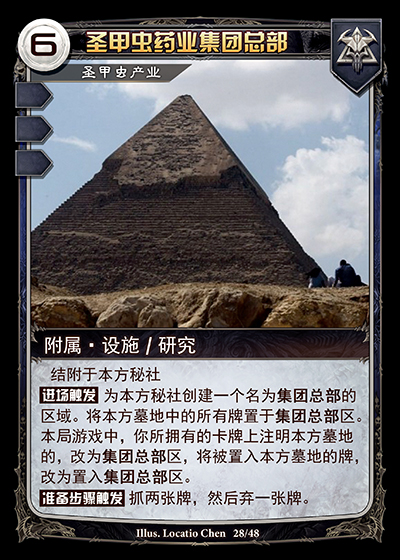 6
圣甲虫药业集团总部
圣甲虫产业
附属·设施/研究
结附于本方秘社
进场触发 为本方秘社创建一个名为集团总部的
区域。将本方墓地中的所有牌置于集团总部区。
本局游戏中，你所拥有的卡牌上注明本方墓地
的，改为集团总部区，将被置入本方墓地的牌，
改为置入集团总部区。
准备步骤触发 抓两张牌，然后弃一张牌。
Illus. Locatio Chen 28/48